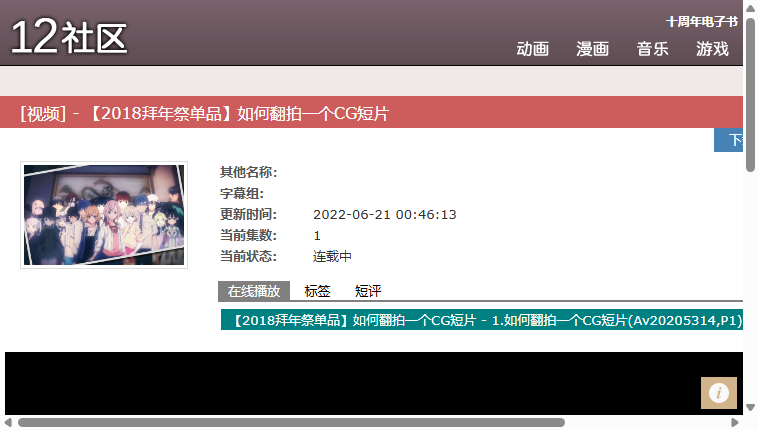 12社区
十周年电子书
动画 漫画 音乐 游戏
[视频] - 【2018拜年祭单品】如何翻拍一个CG短片
其他名称:
字幕组:
更新时间: 2022-06-21 00:46:13
当前集数: 1
当前状态: 连载中
在线播放 标签 短评
【2018拜年祭单品】如何翻拍一个CG短片 - 1.如何翻拍一个CG短片(Av20205314,P1)